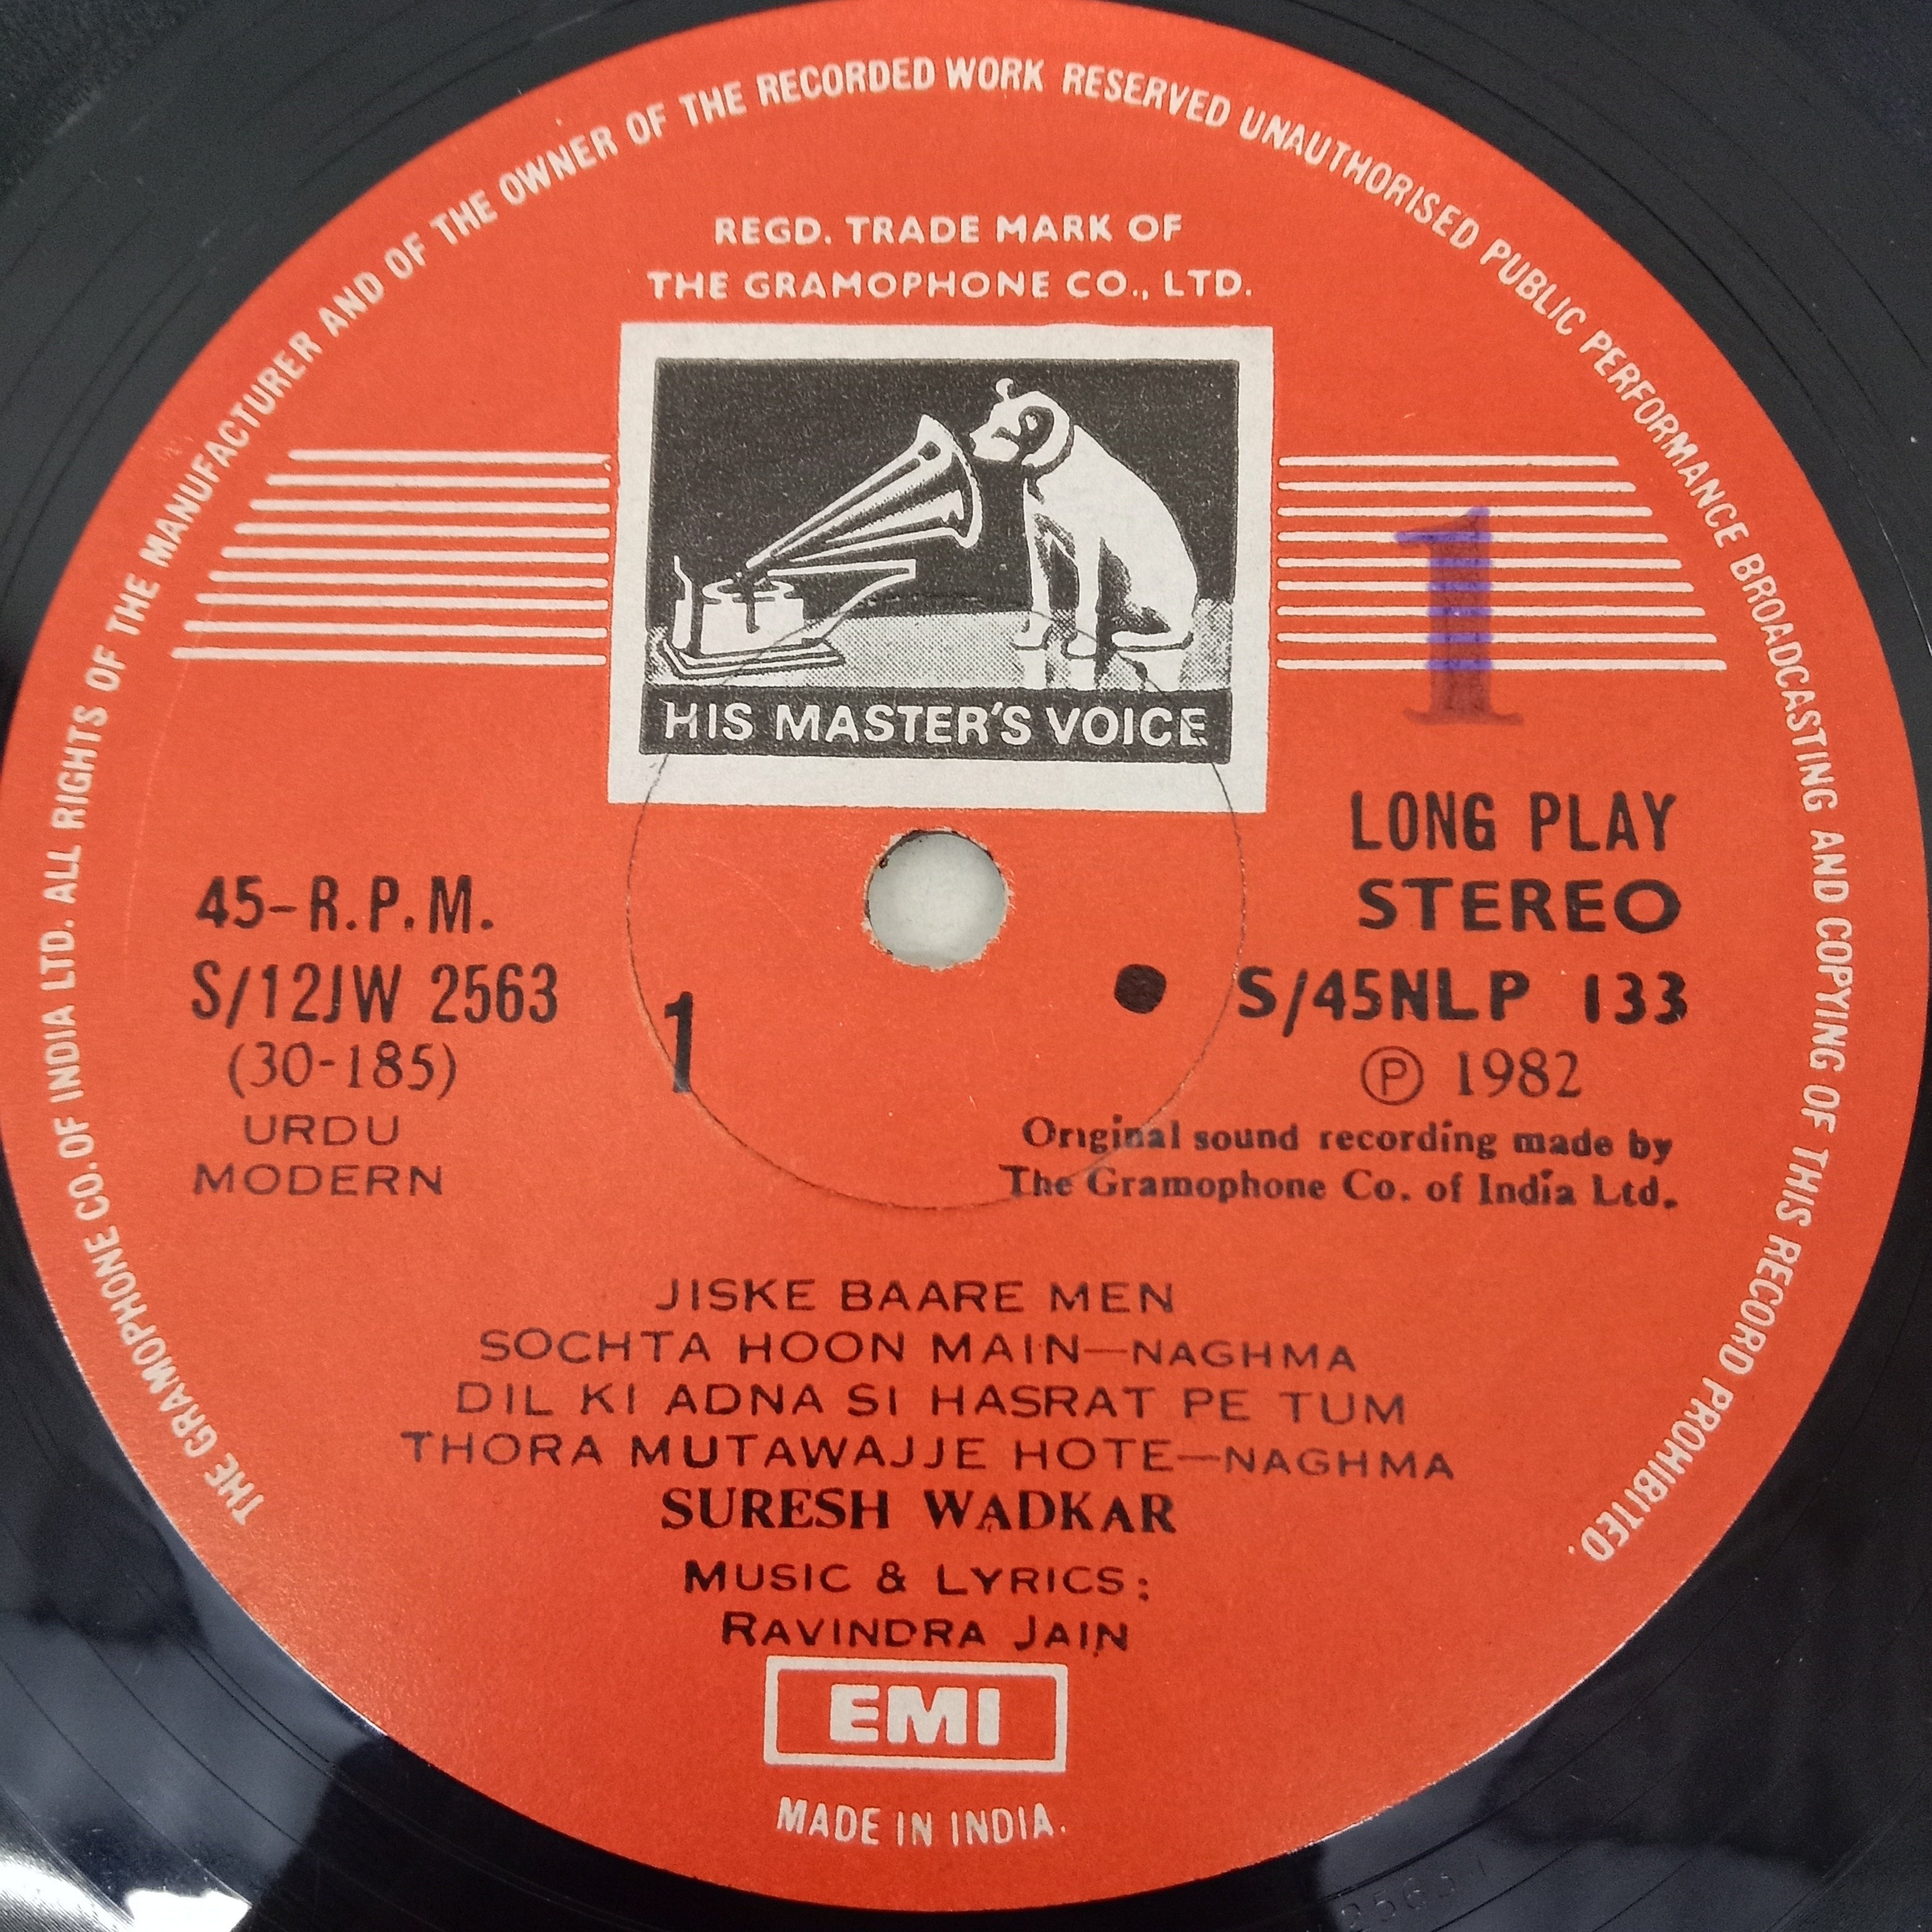 THE GRAMOPHONE CO. OF INDIA LTD. ALL RIGHTS OF THE MANUFACTURER AND OF THE OWNER OF THE RECORDED WORK RESERVED UNAUTHORISED PUBLIC PERFORMANCE BROADCASTING AND COPYING OF THIS RECORD PROHIBITED.
REGD. TRADE MARK OF
THE GRAMOPHONE CO., LTD.
HIS MASTER'S VOICE
1
LONG PLAY
STEREO
S/45NLP 133
Ⓟ 1982
Original sound recording made by
The Gramophone Co. of India Ltd.
45-R.P.M.
S/12JW 2563
(30-185)
URDU
MODERN
1
JISKE BAARE MEN
SOCHTA HOON MAIN—NAGHMA
DIL KI ADNA SI HASRAT PE TUM
THORA MUTAWAJJE HOTE—NAGHMA
SURESH WADKAR
MUSIC & LYRICS:
RAVINDRA JAIN
EMI
MADE IN INDIA.